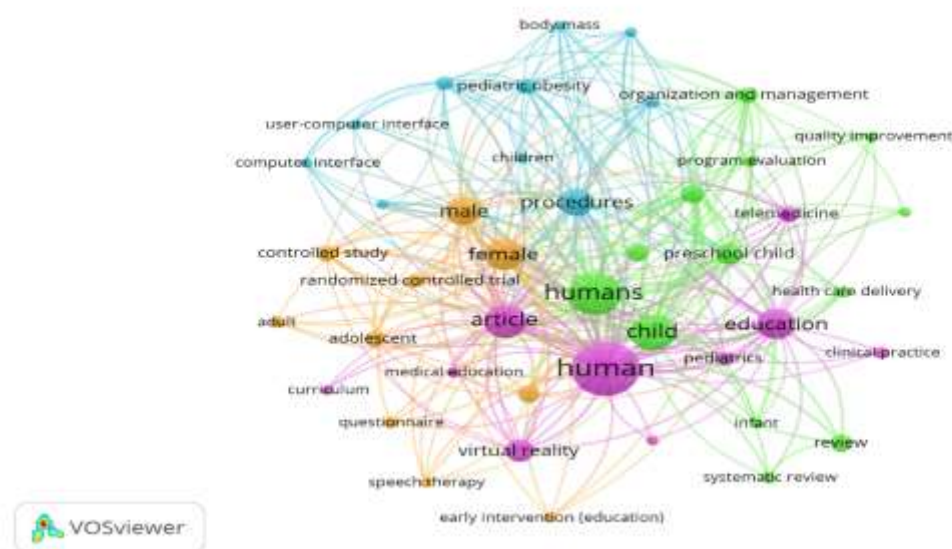 body mass
pediatric obesity
organization and management
user-computer interface
quality improvement
computer interface
children
program evaluation
procedures
male
telemedicine
controlled study
female
preschool child
randomized controlled trial
humans
health care delivery
adult
article
child
education
adolescent
pediatrics
clinical practice
human
medical education
curriculum
questionnaire
infant
virtual reality
review
speech therapy
systematic review
early intervention (education)
VOSviewer